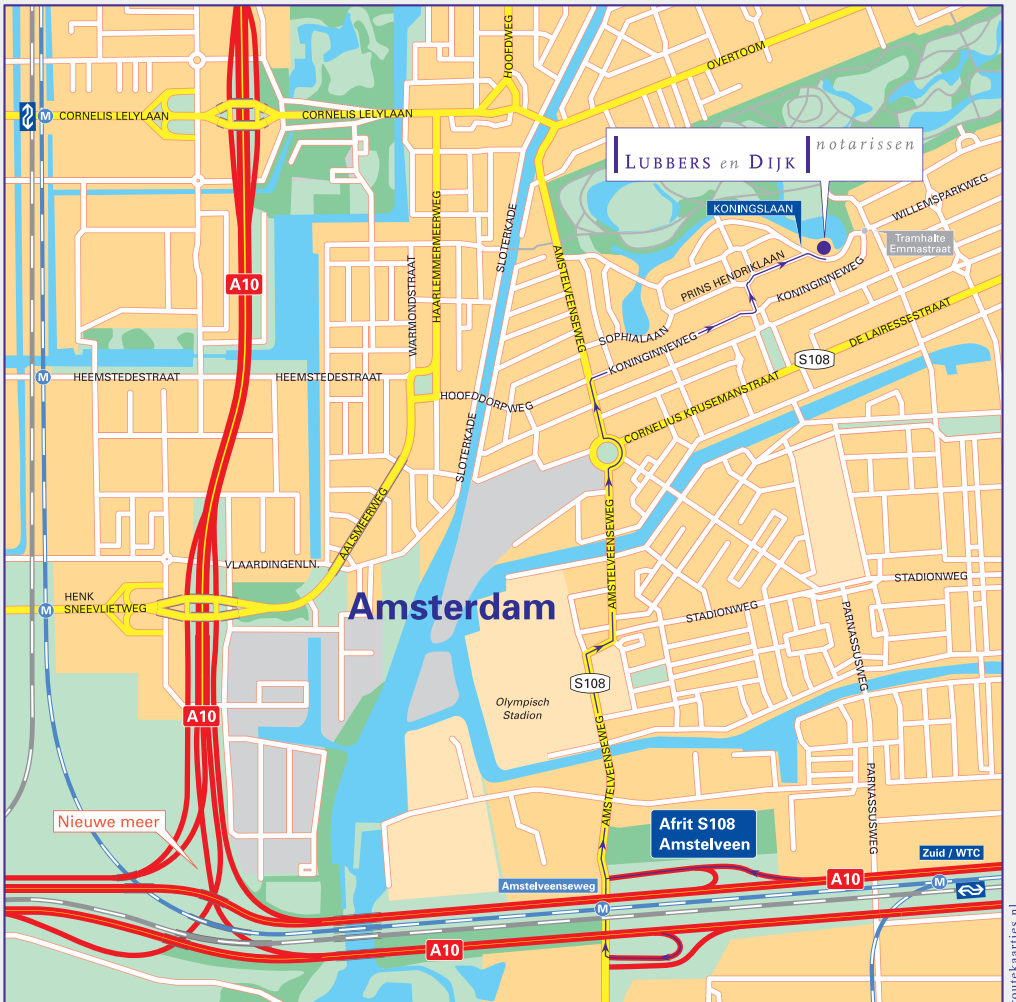 HOOFDWEG
OVERTOOM
M CORNELIS LELYLAAN
CORNELIS LELYLAAN
LUBBERS en DIJK notarissen
KONINGSLAAN
WILLEMSPARKWEG
Tramhalte
Emmastraat
SLOTERKADE
AMSTELVEENSEWEG
PRINS HENDRIKLAAN
KONINGINNEWEG
A10
HAARLEMMERMEERWEG
WARMONDSTRAAT
SOPHIALAAN
KONINGINNEWEG
DE LAIRESSESTRAAT
S108
M
HEEMSTEDESTRAAT
HEEMSTEDESTRAAT
HOOFDDORPWEG
CORNELIUS KRUSEMANSTRAAT
SLOTERKADE
AALSMEERWEG
AMSTELVEENSEWEG
VLAARDINGENLN.
STADIONWEG
HENK
SNEEVLIETWEG
M
Amsterdam
STADIONWEG
PARNASSUSWEG
S108
Olympisch
Stadion
A10
AMSTELVEENSEWEG
PARNASSUSWEG
Nieuwe meer
Afrit S108
Amstelveen
Zuid / WTC
Amstelveenseweg
A10
M
M
A10
outekaartjes.nl